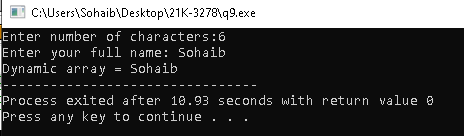 C:\Users\Sohaib\Desktop\21K-3278\q9.exe
Enter number of characters:6
Enter your full name: Sohaib
Dynamic array = Sohaib
--------------------------------
Process exited after 10.93 seconds with return value 0
Press any key to continue . . .